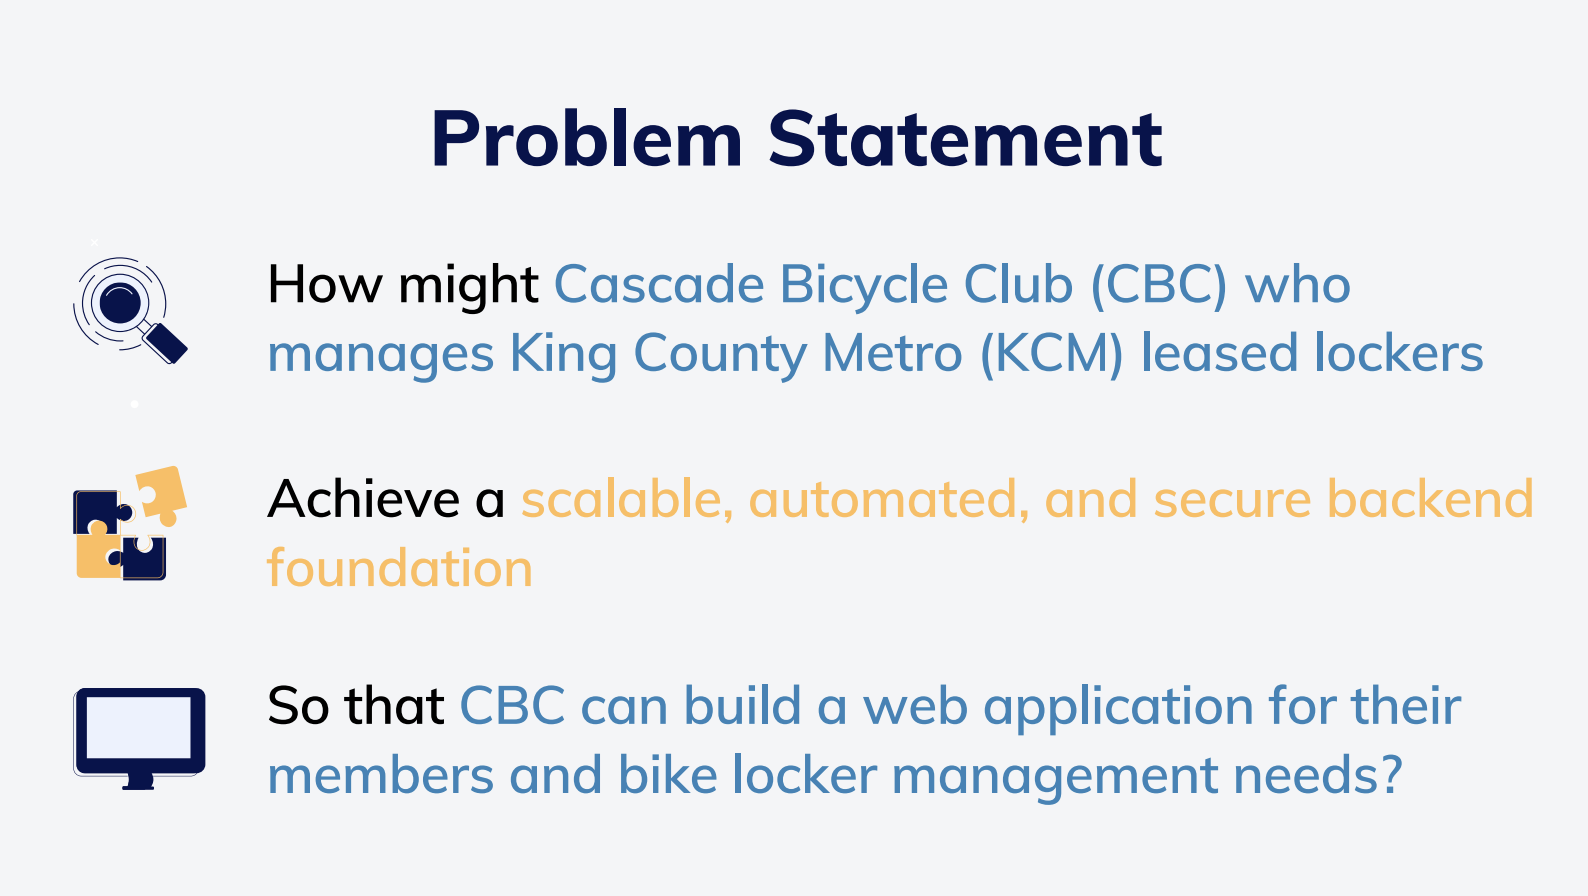 Problem Statement
How might Cascade Bicycle Club (CBC) who
manages King County Metro (KCM) leased lockers
Achieve a scalable, automated, and secure backend
foundation
So that CBC can build a web application for their
members and bike locker management needs?